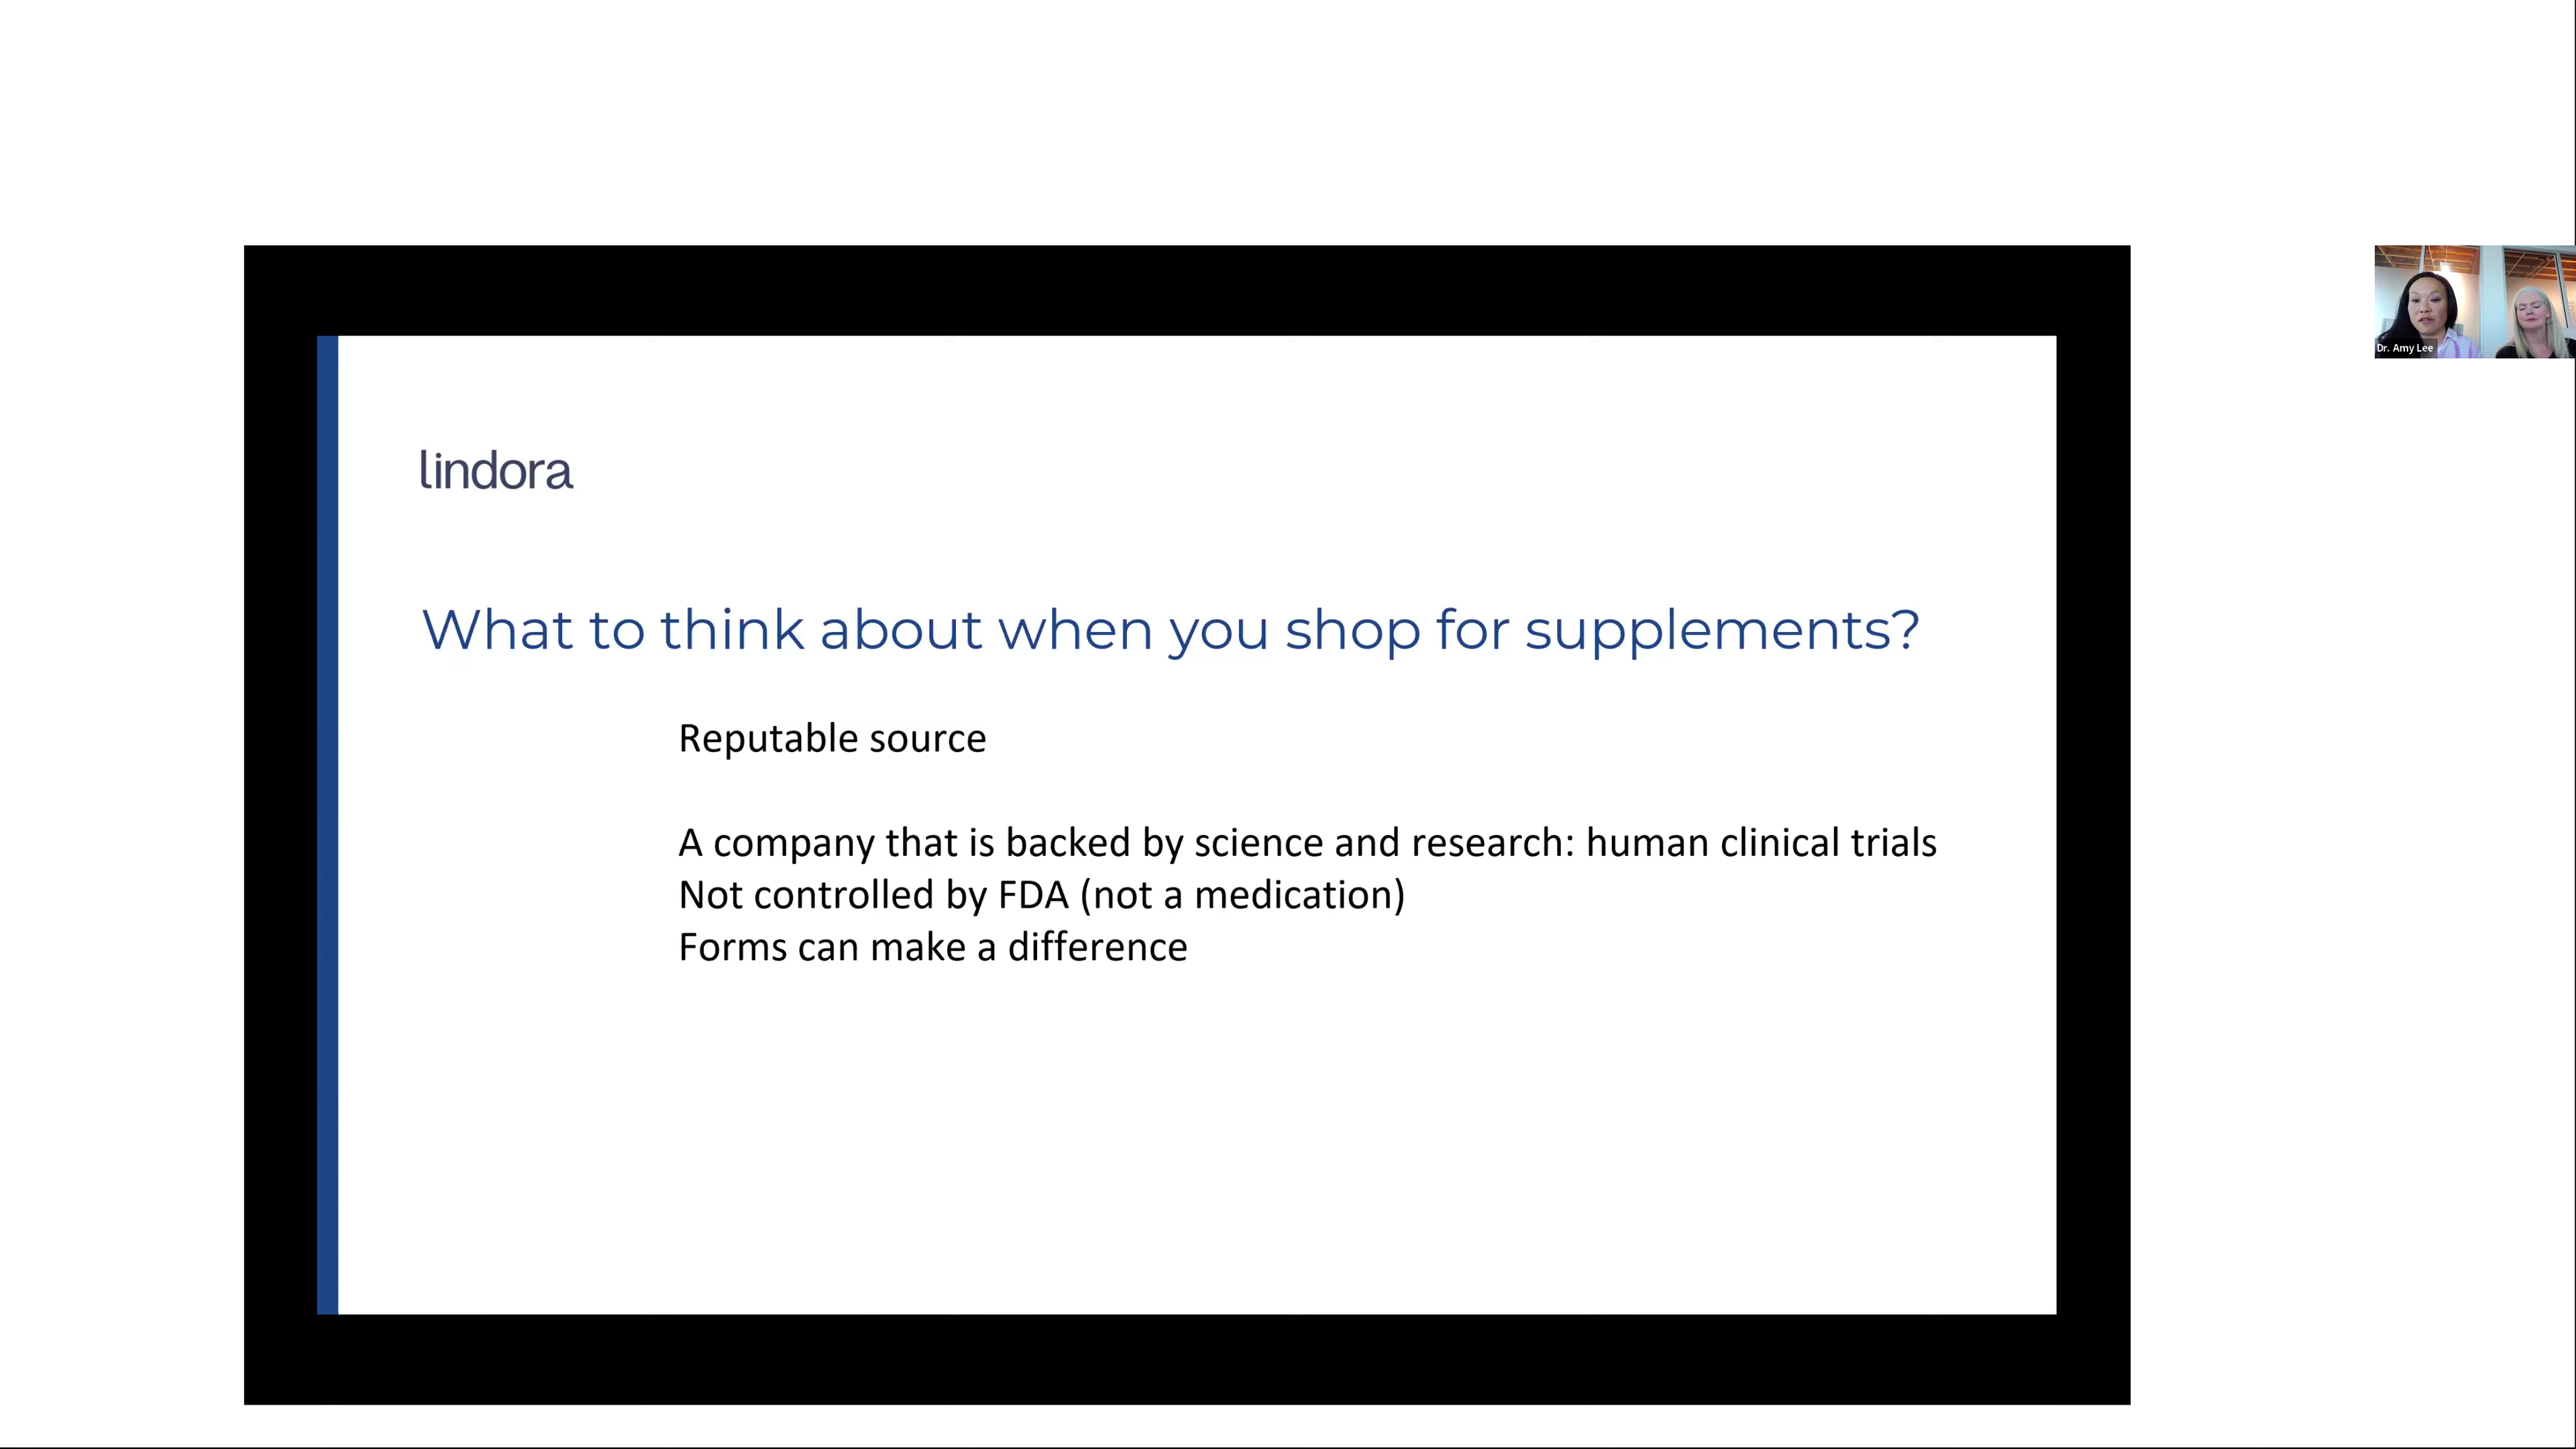 lindora
What to think about when you shop for supplements?
Reputable source
A company that is backed by science and research: human clinical trials
Not controlled by FDA (not a medication)
Forms can make a difference
Dr. Amy Lee